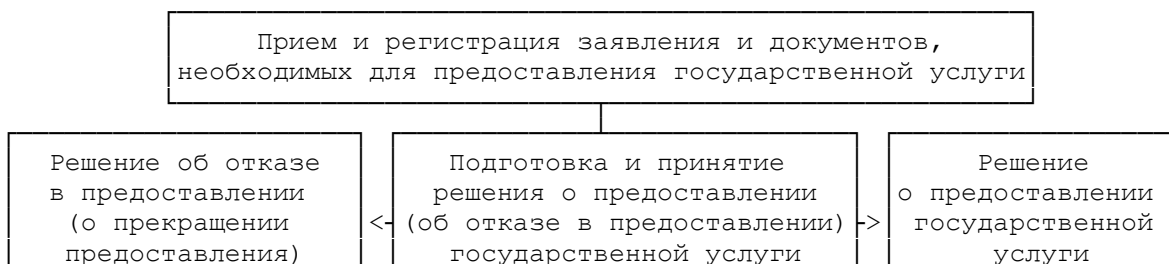 Прием и регистрация заявления и документов,
необходимых для предоставления государственной услуги
Решение об отказе
в предоставлении
(о прекращении
предоставления)
Подготовка и принятие
решения о предоставлении
(об отказе в предоставлении)
государственной услуги
Решение
о предоставлении
государственной
услуги